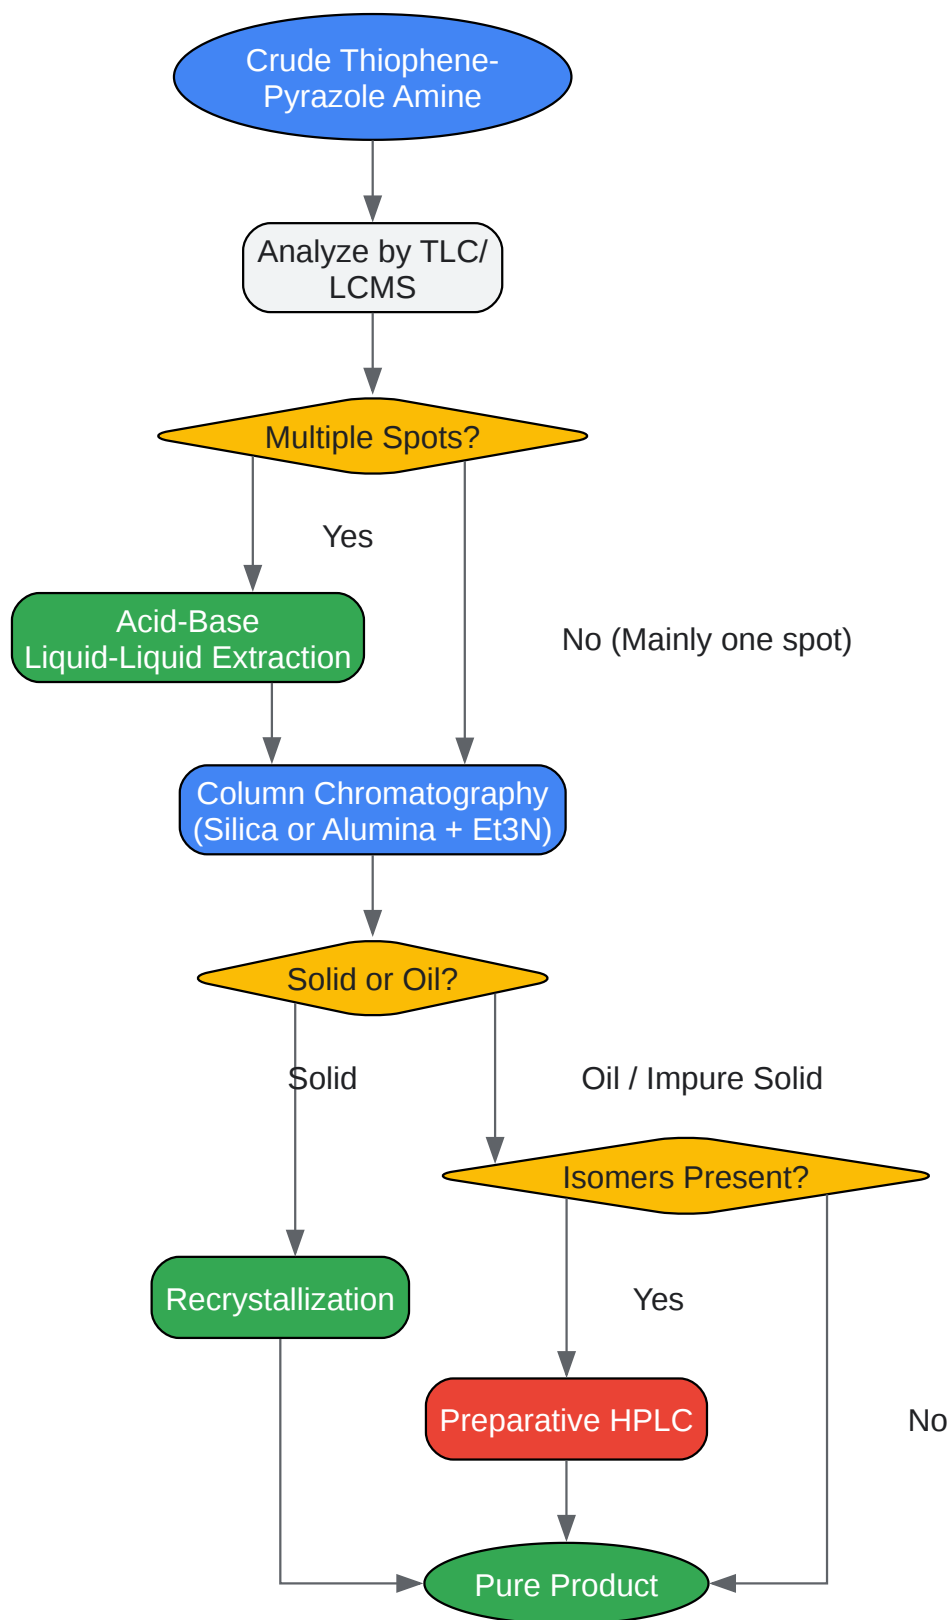 Crude Thiophene-
Pyrazole Amine
Analyze by TLC/
LCMS
Multiple Spots?
Yes
Acid-Base
Liquid-Liquid Extraction
No (Mainly one spot)
Column Chromatography
(Silica or Alumina + Et3N)
Solid or Oil?
Solid
Oil / Impure Solid
Isomers Present?
Recrystallization
Yes
Preparative HPLC
No
Pure Product